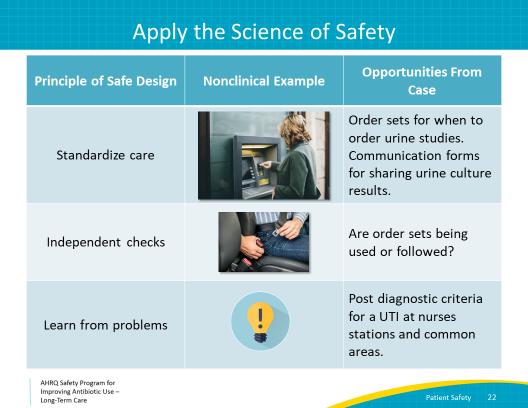 Apply the Science of Safety
Principle of Safe Design
Nonclinical Example
Opportunities From
Case
Standardize care
Order sets for when to
order urine studies.
Communication forms
for sharing urine culture
results.
Independent checks
Are order sets being
used or followed?
Learn from problems
Post diagnostic criteria
for a UTI at nurses
stations and common
areas.
AHRQ Safety Program for
Improving Antibiotic Use –
Long-Term Care
Patient Safety 22